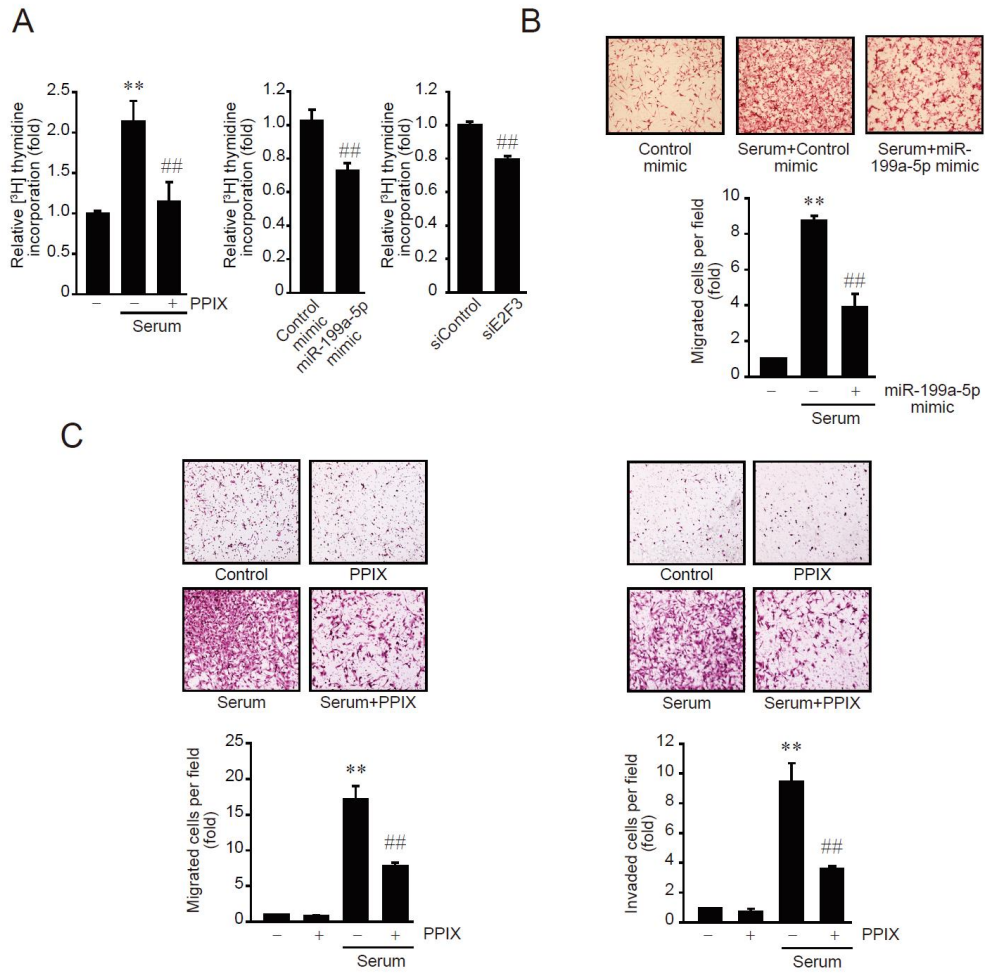 A
Relative [³H] thymidine
incorporation (fold)
2.5
2.0
1.5
1.0
0.5
0
**
##
− − + PPIX
Serum
Relative [³H] thymidine
incorporation (fold)
1.2
1.0
0.8
0.6
0.4
0.2
0
##
Control
mimic
miR-199a-5p
mimic
Relative [³H] thymidine
incorporation (fold)
1.2
1.0
0.8
0.6
0.4
0.2
0
##
siControl
siE2F3
B
Control
mimic
Serum+Control
mimic
Serum+miR-
199a-5p mimic
Migrated cells per field
(fold)
10
8
6
4
2
0
**
##
− − + miR-199a-5p
mimic
Serum
C
Control
PPIX
Serum
Serum+PPIX
Migrated cells per field
(fold)
25
20
15
10
5
0
**
##
− + − + PPIX
Serum
Control
PPIX
Serum
Serum+PPIX
Invaded cells per field
(fold)
12
10
8
6
4
2
0
**
##
− + − + PPIX
Serum